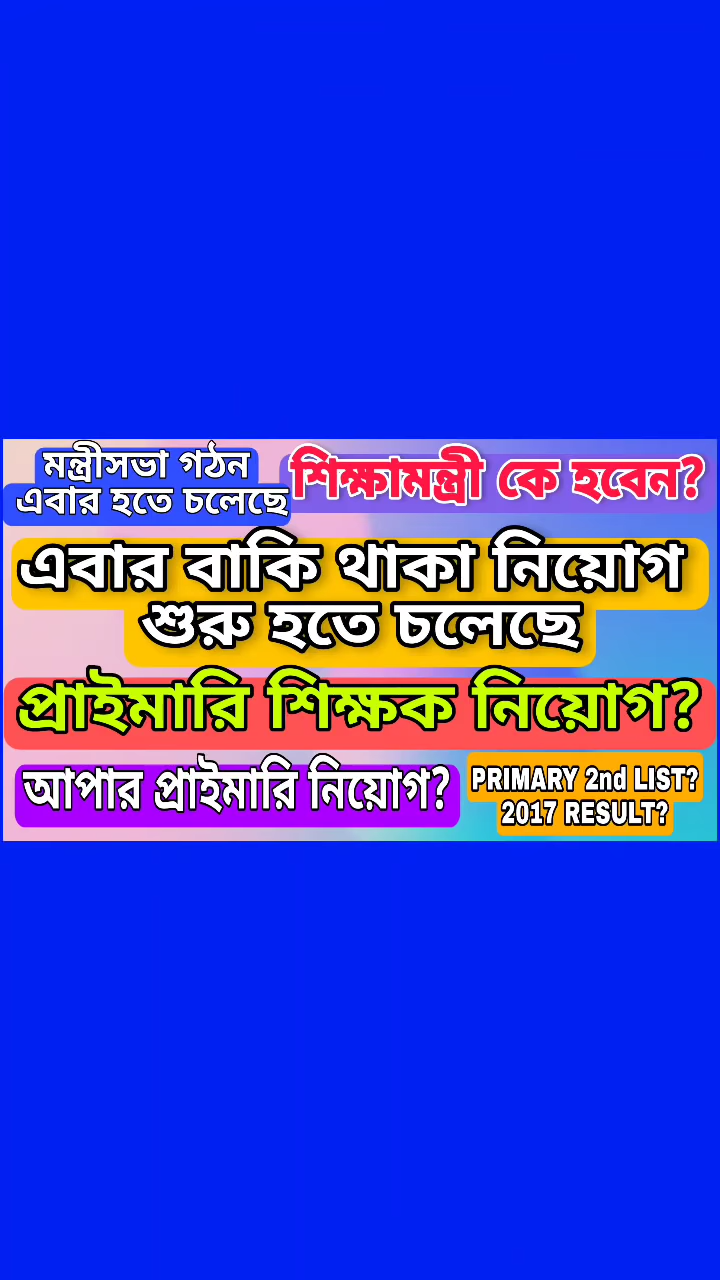 মন্ত্রীসভা গঠন
এবার হতে চলেছে
শিক্ষামন্ত্রী কে হবেন?
এবার বাকি থাকা নিয়োগ
শুরু হতে চলেছে
প্রাইমারি শিক্ষক নিয়োগ?
আপার প্রাইমারি নিয়োগ?
PRIMARY 2nd LIST?
2017 RESULT?